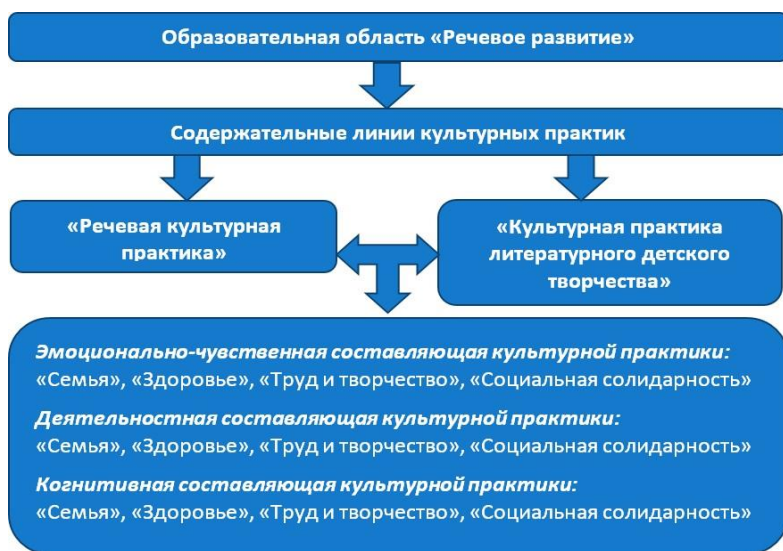 Образовательная область «Речевое развитие»
Содержательные линии культурных практик
«Речевая культурная
практика»
«Культурная практика
литературного детского
творчества»
Эмоционально-чувственная составляющая культурной практики:
«Семья», «Здоровье», «Труд и творчество», «Социальная солидарность»
Деятельностная составляющая культурной практики:
«Семья», «Здоровье», «Труд и творчество», «Социальная солидарность»
Когнитивная составляющая культурной практики:
«Семья», «Здоровье», «Труд и творчество», «Социальная солидарность»